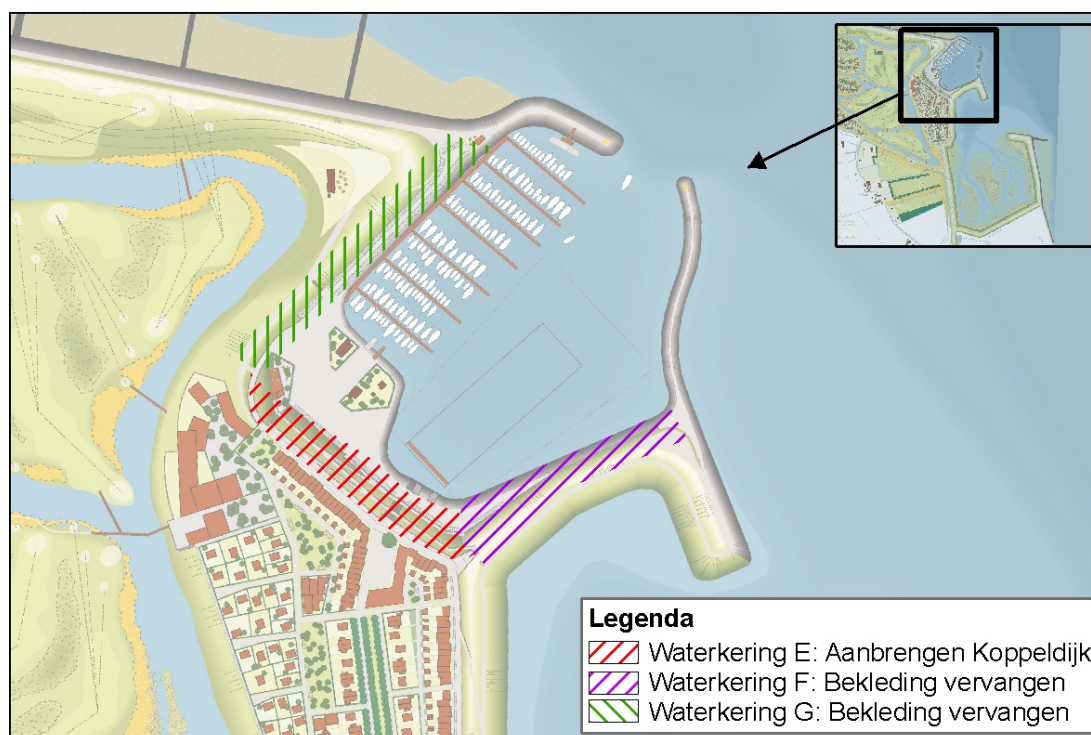 Legenda
Waterkering E: Aanbrengen Koppeldijk
Waterkering F: Bekleding vervangen
Waterkering G: Bekleding vervangen